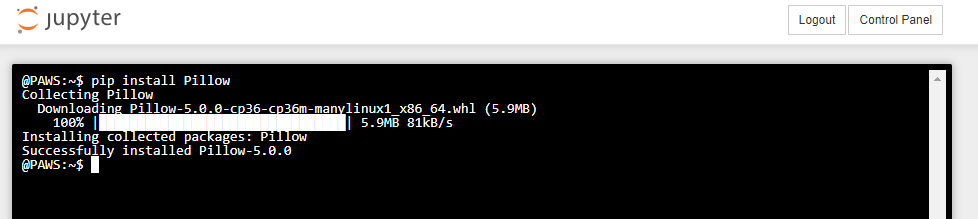 jupyter
Logout
Control Panel
@PAWS:~$ pip install Pillow
Collecting Pillow
Downloading Pillow-5.0.0-cp36-cp36m-manylinux1_x86_64.whl (5.9MB)
100% |████████████████████████████████| 5.9MB 81kB/s
Installing collected packages: Pillow
Successfully installed Pillow-5.0.0
@PAWS:~$